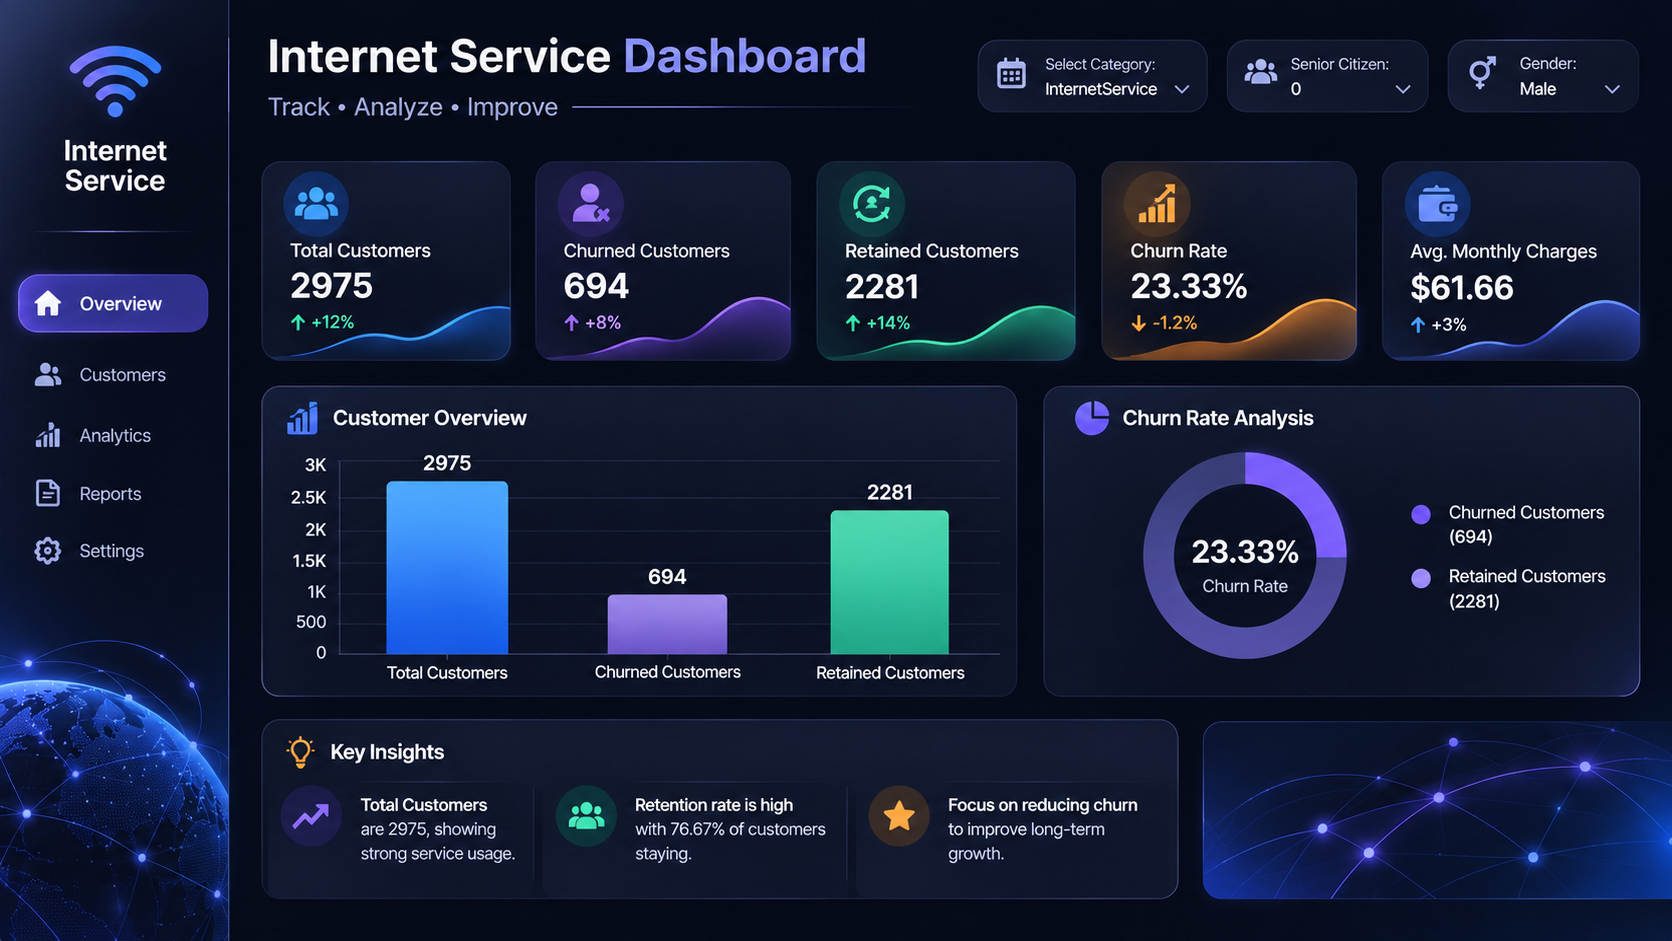 Internet
Service
Overview
Customers
Analytics
Reports
Settings
Internet Service Dashboard
Track • Analyze • Improve
Select Category:
InternetService
Senior Citizen:
0
Gender:
Male
Total Customers
2975
+12%
Churned Customers
694
+8%
Retained Customers
2281
+14%
Churn Rate
23.33%
-1.2%
Avg. Monthly Charges
$61.66
+3%
Customer Overview
3K
2.5K
2K
1.5K
1K
500
0
2975
694
2281
Total Customers
Churned Customers
Retained Customers
Churn Rate Analysis
23.33%
Churn Rate
Churned Customers
(694)
Retained Customers
(2281)
Key Insights
Total Customers
are 2975, showing
strong service usage.
Retention rate is high
with 76.67% of customers
staying.
Focus on reducing churn
to improve long-term
growth.